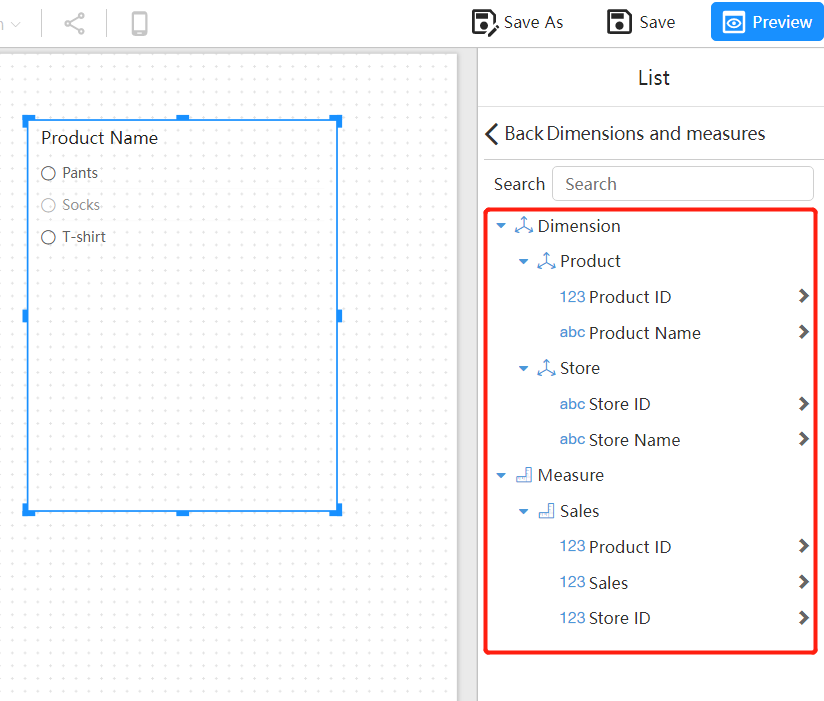 Save As
Save
Preview
List
Back Dimensions and measures
Search
Search
Product Name
Pants
Socks
T-shirt
Dimension
Product
123 Product ID
abc Product Name
Store
abc Store ID
abc Store Name
Measure
Sales
123 Product ID
123 Sales
123 Store ID